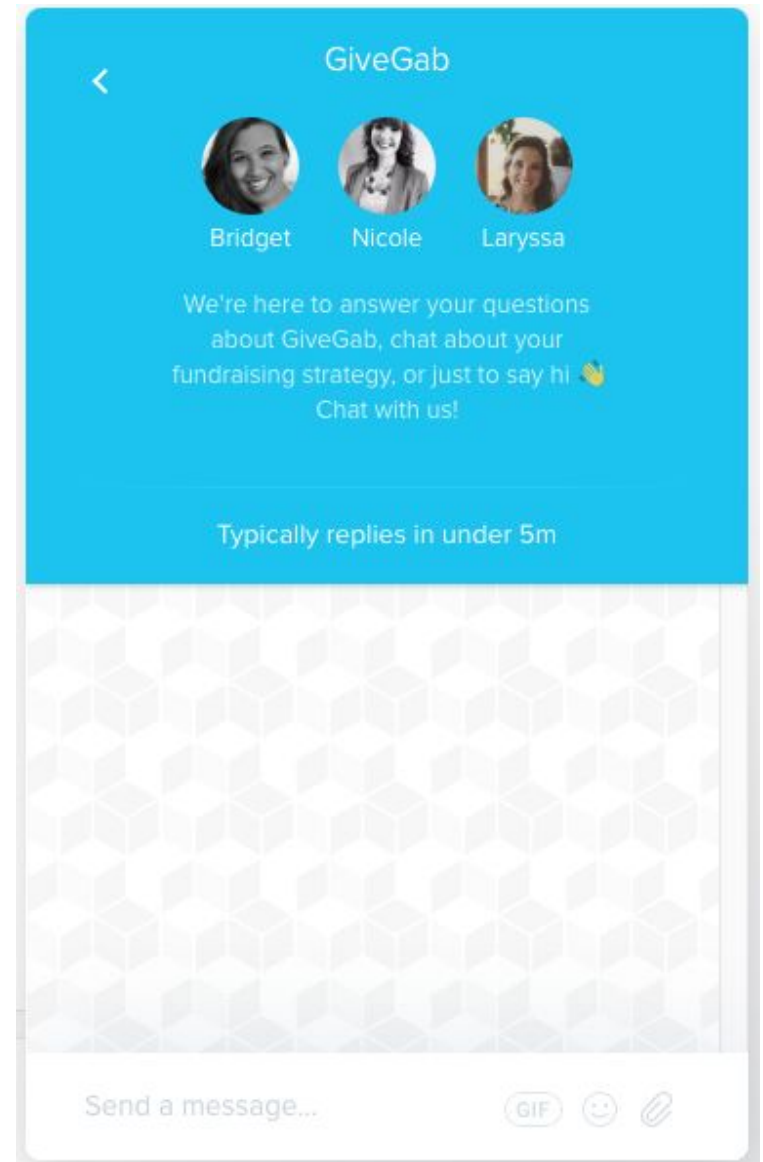 GiveGab
Bridget Nicole Laryssa
We're here to answer your questions
about GiveGab, chat about your
fundraising strategy, or just to say hi 👋
Chat with us!
Typically replies in under 5m
Send a message...
GIF